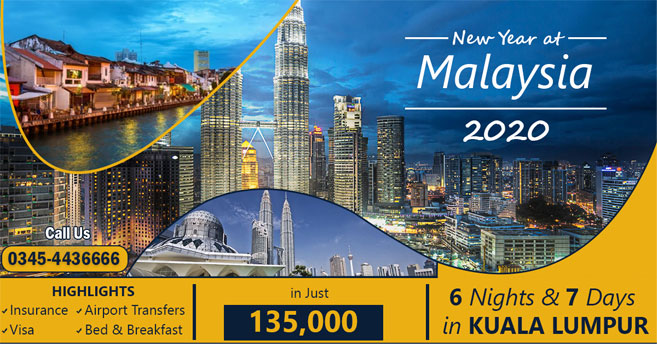 New Year at
Malaysia
2020
Call Us
0345-4436666
HIGHLIGHTS
✓Insurance ✓Airport Transfers
✓Visa ✓Bed & Breakfast
in Just
135,000
6 Nights & 7 Days
in KUALA LUMPUR